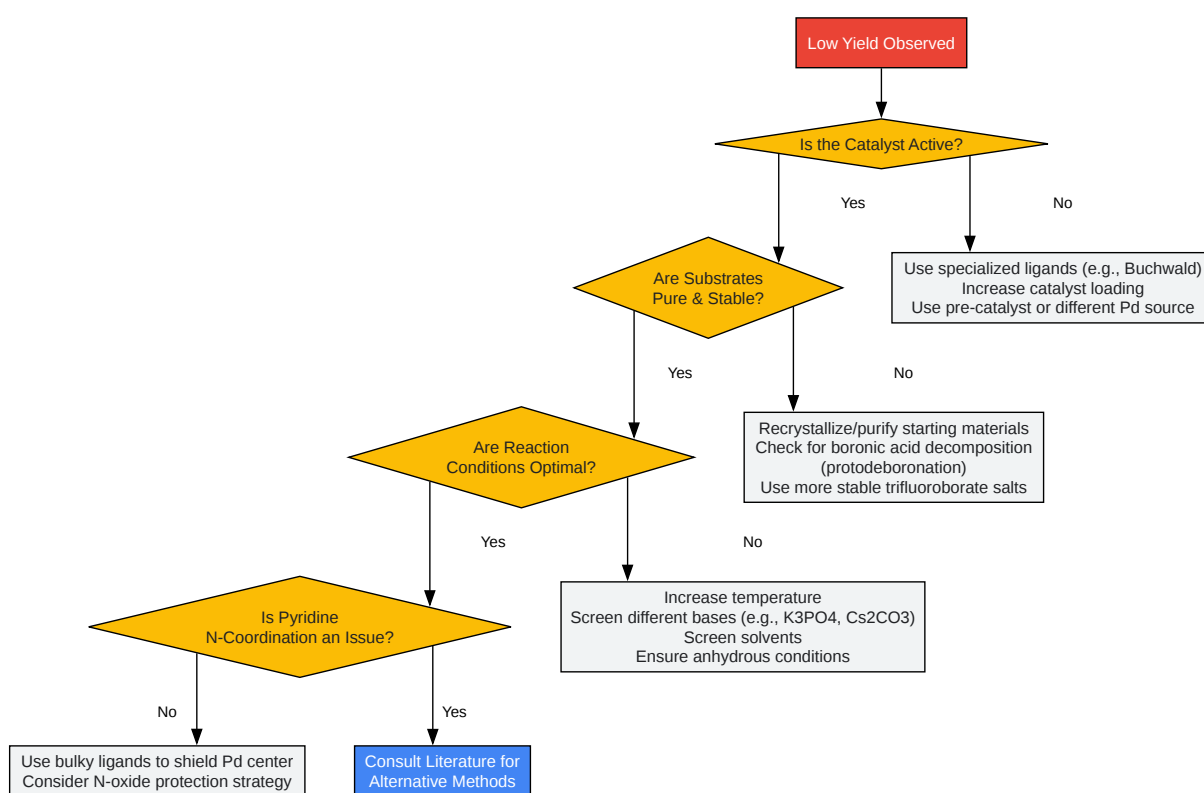 Low Yield Observed
Is the Catalyst Active?
Yes
No
Are Substrates
Pure & Stable?
Use specialized ligands (e.g., Buchwald)
Increase catalyst loading
Use pre-catalyst or different Pd source
Yes
No
Are Reaction
Conditions Optimal?
Recrystallize/purify starting materials
Check for boronic acid decomposition
(protodeboronation)
Use more stable trifluoroborate salts
Yes
No
Is Pyridine
N-Coordination an Issue?
Increase temperature
Screen different bases (e.g., K3PO4, Cs2CO3)
Screen solvents
Ensure anhydrous conditions
No
Yes
Use bulky ligands to shield Pd center
Consider N-oxide protection strategy
Consult Literature for
Alternative Methods